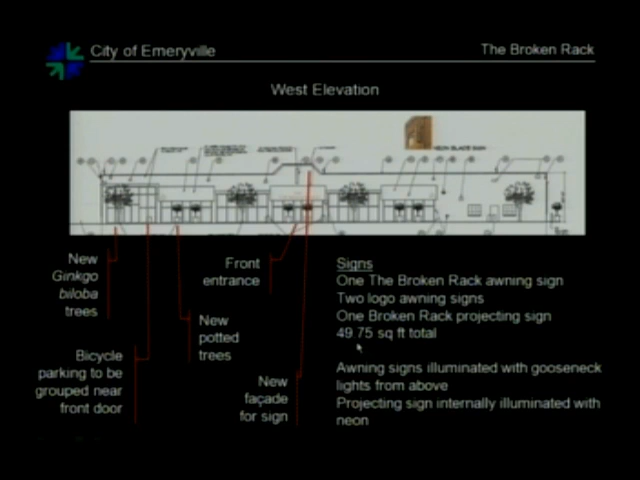 City of Emeryville
The Broken Rack
West Elevation
NEON BLADE SIGN
New
Ginkgo
biloba
trees
Front
entrance
New
potted
trees
Bicycle
parking to be
grouped near
front door
New
façade
for sign
Signs
One The Broken Rack awning sign
Two logo awning signs
One Broken Rack projecting sign
49 75 sq ft total
Awning signs illuminated with gooseneck
lights from above
Projecting sign internally illuminated with
neon